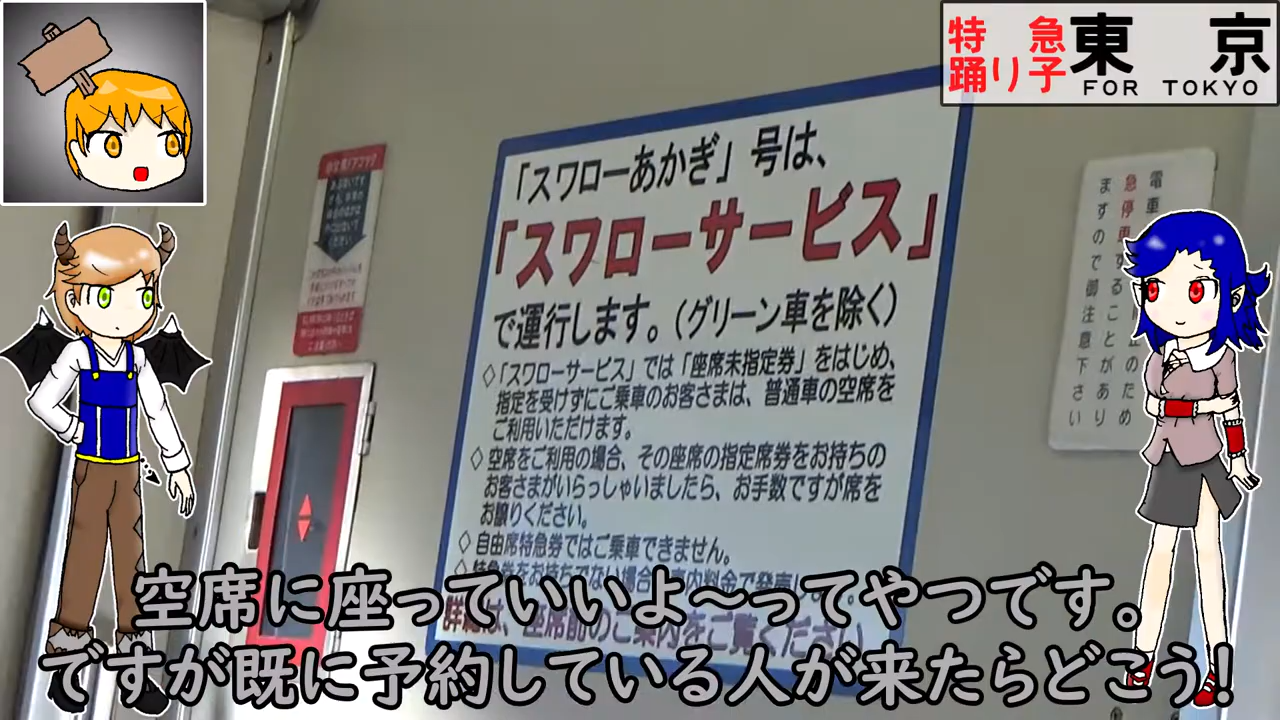 特急
踊り子
東京
FOR TOKYO
「スワローあかぎ」号は、
「スワローサービス」
で運行します。(グリーン車を除く)
◇「スワローサービス」では「座席未指定券」をはじめ、
指定を受けずにご乗車のお客さまは、普通車の空席を
ご利用いただけます。
◇空席をご利用の場合、その座席の指定席券をお持ちの
お客さまがいらっしゃいましたら、お手数ですが席を
お譲りください。
◇自由席特急券ではご乗車できません。
電車
急停車することがあり
ますので御注意下さい
空席に座っていいよ～ってやつです。
ですが既に予約している人が来たらどこう!